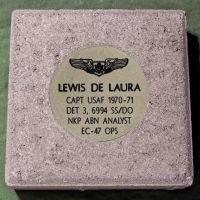 LEWIS DE LAURA
CAPT USAF 1970-71
DET 3, 6994 SS/DO
NKP ABN ANALYST
EC-47 OPS